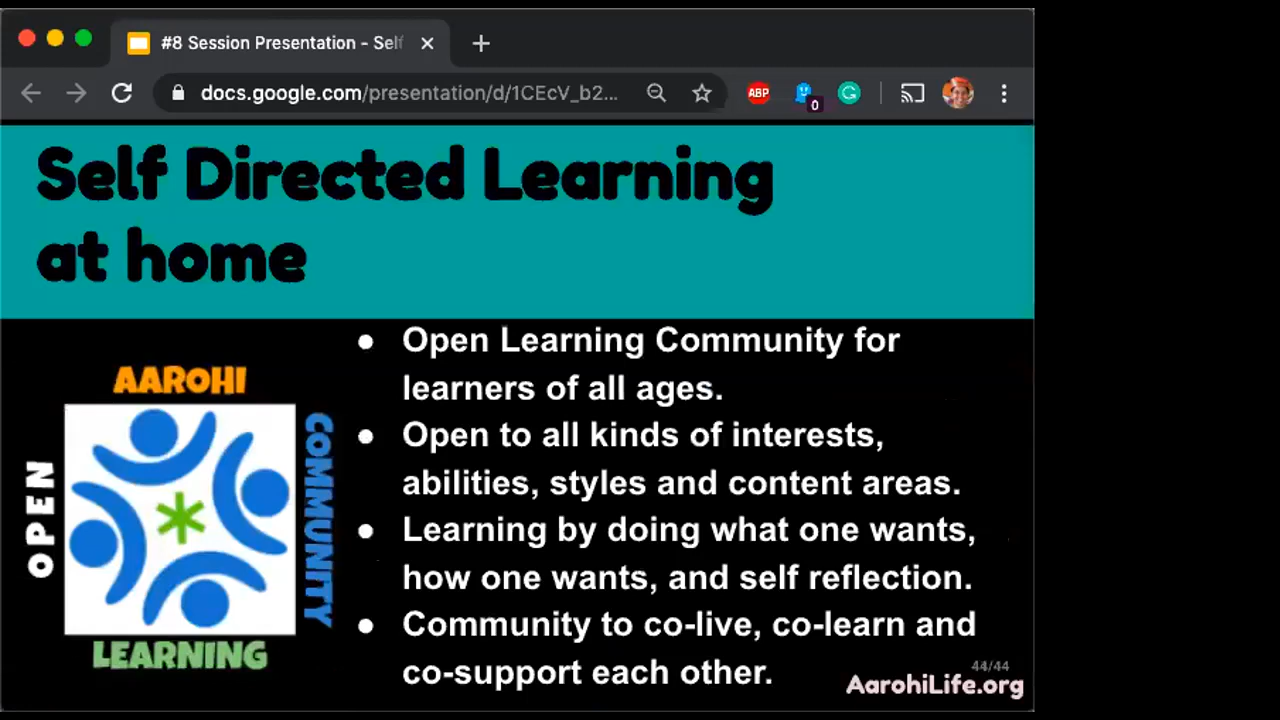 #8 Session Presentation - Self
docs.google.com/presentation/d/1CEcV_b2...
ABP
0
Self Directed Learning
at home
AAROHI
OPEN
COMMUNITY
LEARNING
● Open Learning Community for
learners of all ages.
● Open to all kinds of interests,
abilities, styles and content areas.
● Learning by doing what one wants,
how one wants, and self reflection.
● Community to co-live, co-learn and
co-support each other.
44/44
AarohiLife.org